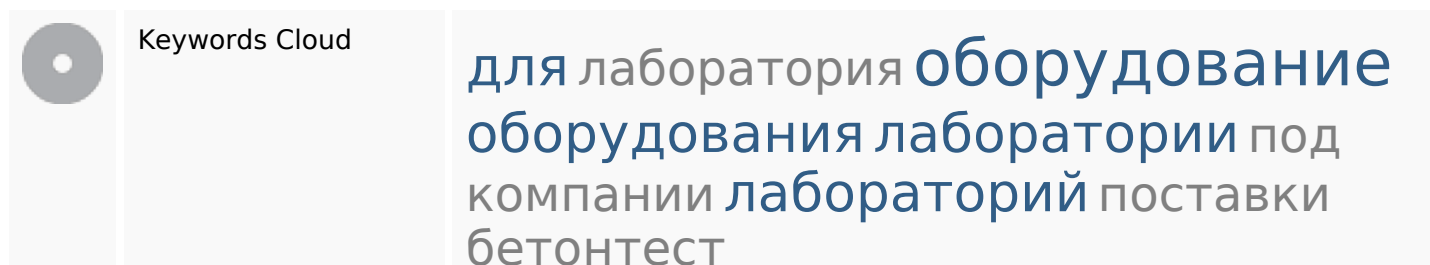 Keywords Cloud
для лаборатория оборудование
оборудования лаборатории под
компании лабораторий поставки
бетонтест